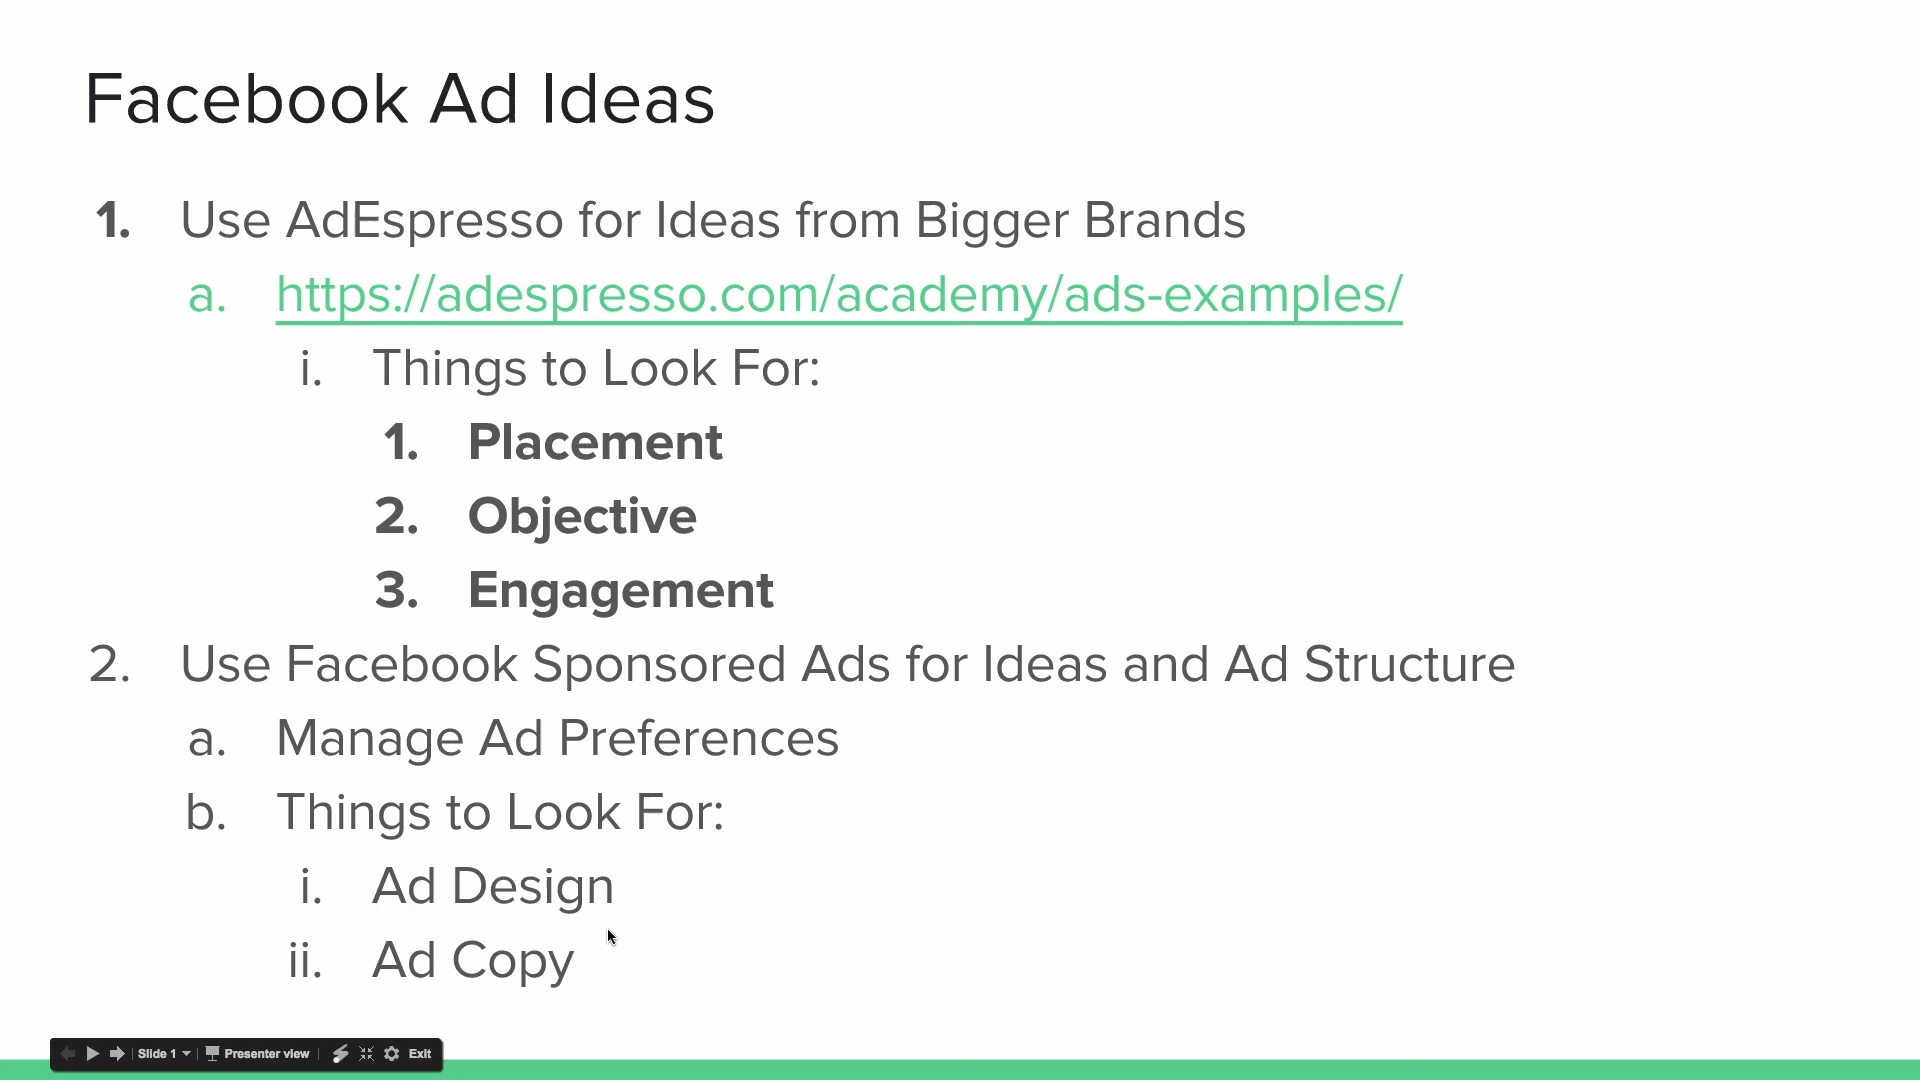 Facebook Ad Ideas
1. Use AdEspresso for Ideas from Bigger Brands
a. https://adespresso.com/academy/ads-examples/
i. Things to Look For:
1. Placement
2. Objective
3. Engagement
2. Use Facebook Sponsored Ads for Ideas and Ad Structure
a. Manage Ad Preferences
b. Things to Look For:
i. Ad Design
ii. Ad Copy
Slide 1 Presenter view Exit